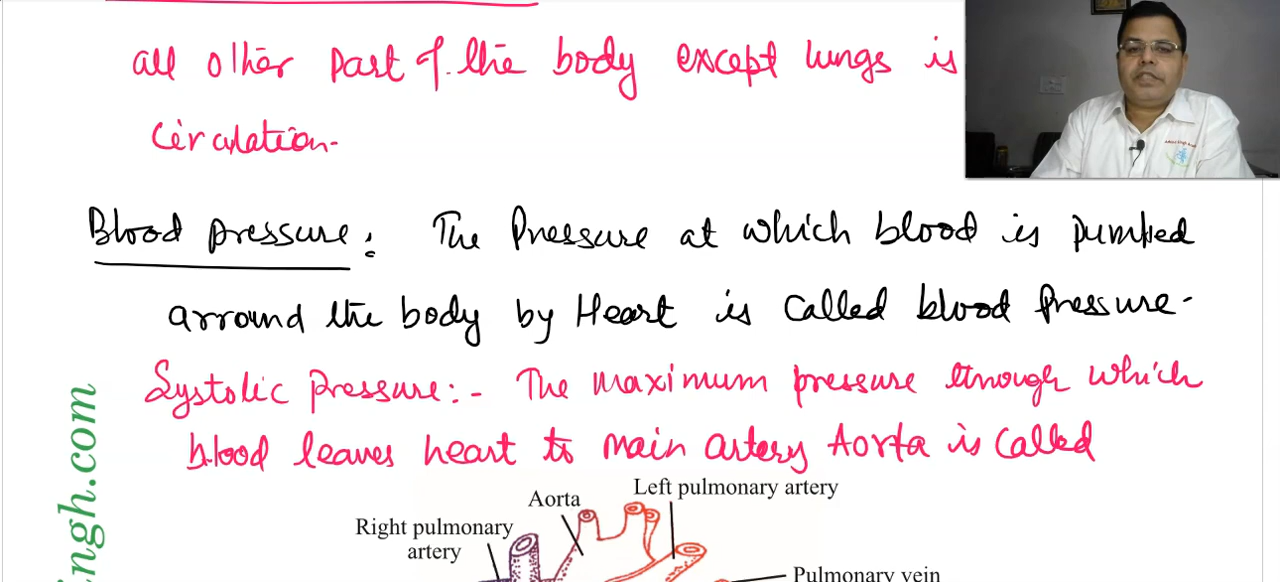 all other part of the body except lungs is
circulation.
Blood pressure: The Pressure at which blood is pumped
arround the body by Heart is called blood Pressure.
Systolic pressure:- The maximum pressure through which
blood leaves heart to main artery Aorta is called
Left pulmonary artery
Aorta
Right pulmonary
artery
Pulmonary vein
ingh.com